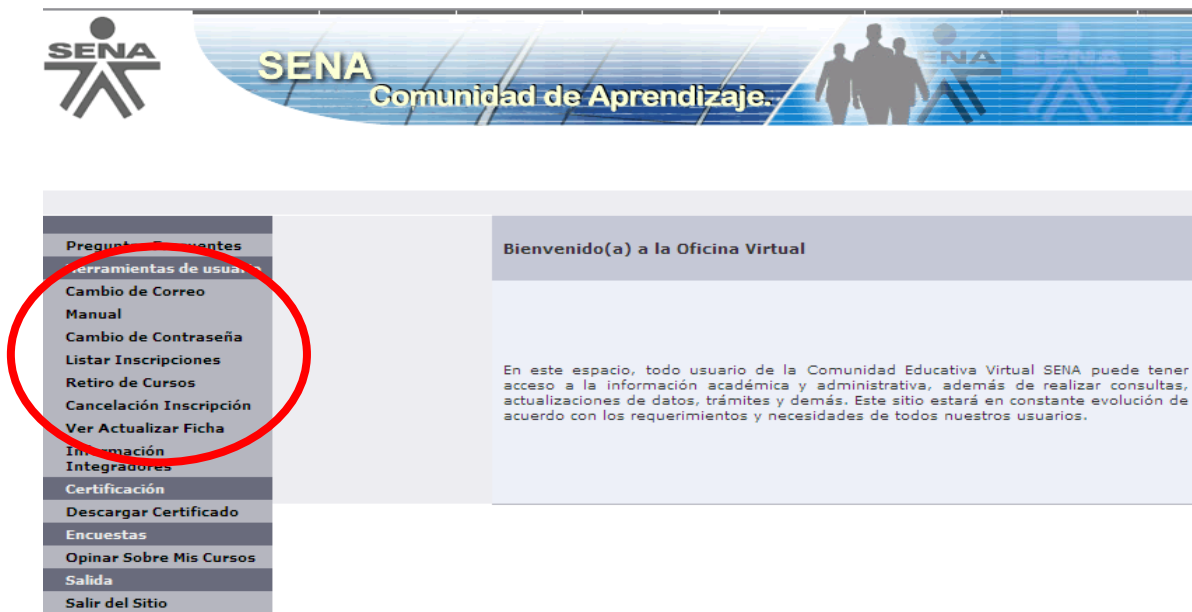 SENA
SENA
Comunidad de Aprendizaje.
SENA
SENA
Preguntas Frecuentes
Herramientas de usuario
Cambio de Correo
Manual
Cambio de Contraseña
Listar Inscripciones
Retiro de Cursos
Cancelación Inscripción
Ver Actualizar Ficha
Información
Integradores
Certificación
Descargar Certificado
Encuestas
Opinar Sobre Mis Cursos
Salida
Salir del Sitio
Bienvenido(a) a la Oficina Virtual
En este espacio, todo usuario de la Comunidad Educativa Virtual SENA puede tener
acceso a la información académica y administrativa, además de realizar consultas,
actualizaciones de datos, trámites y demás. Este sitio estará en constante evolución de
acuerdo con los requerimientos y necesidades de todos nuestros usuarios.